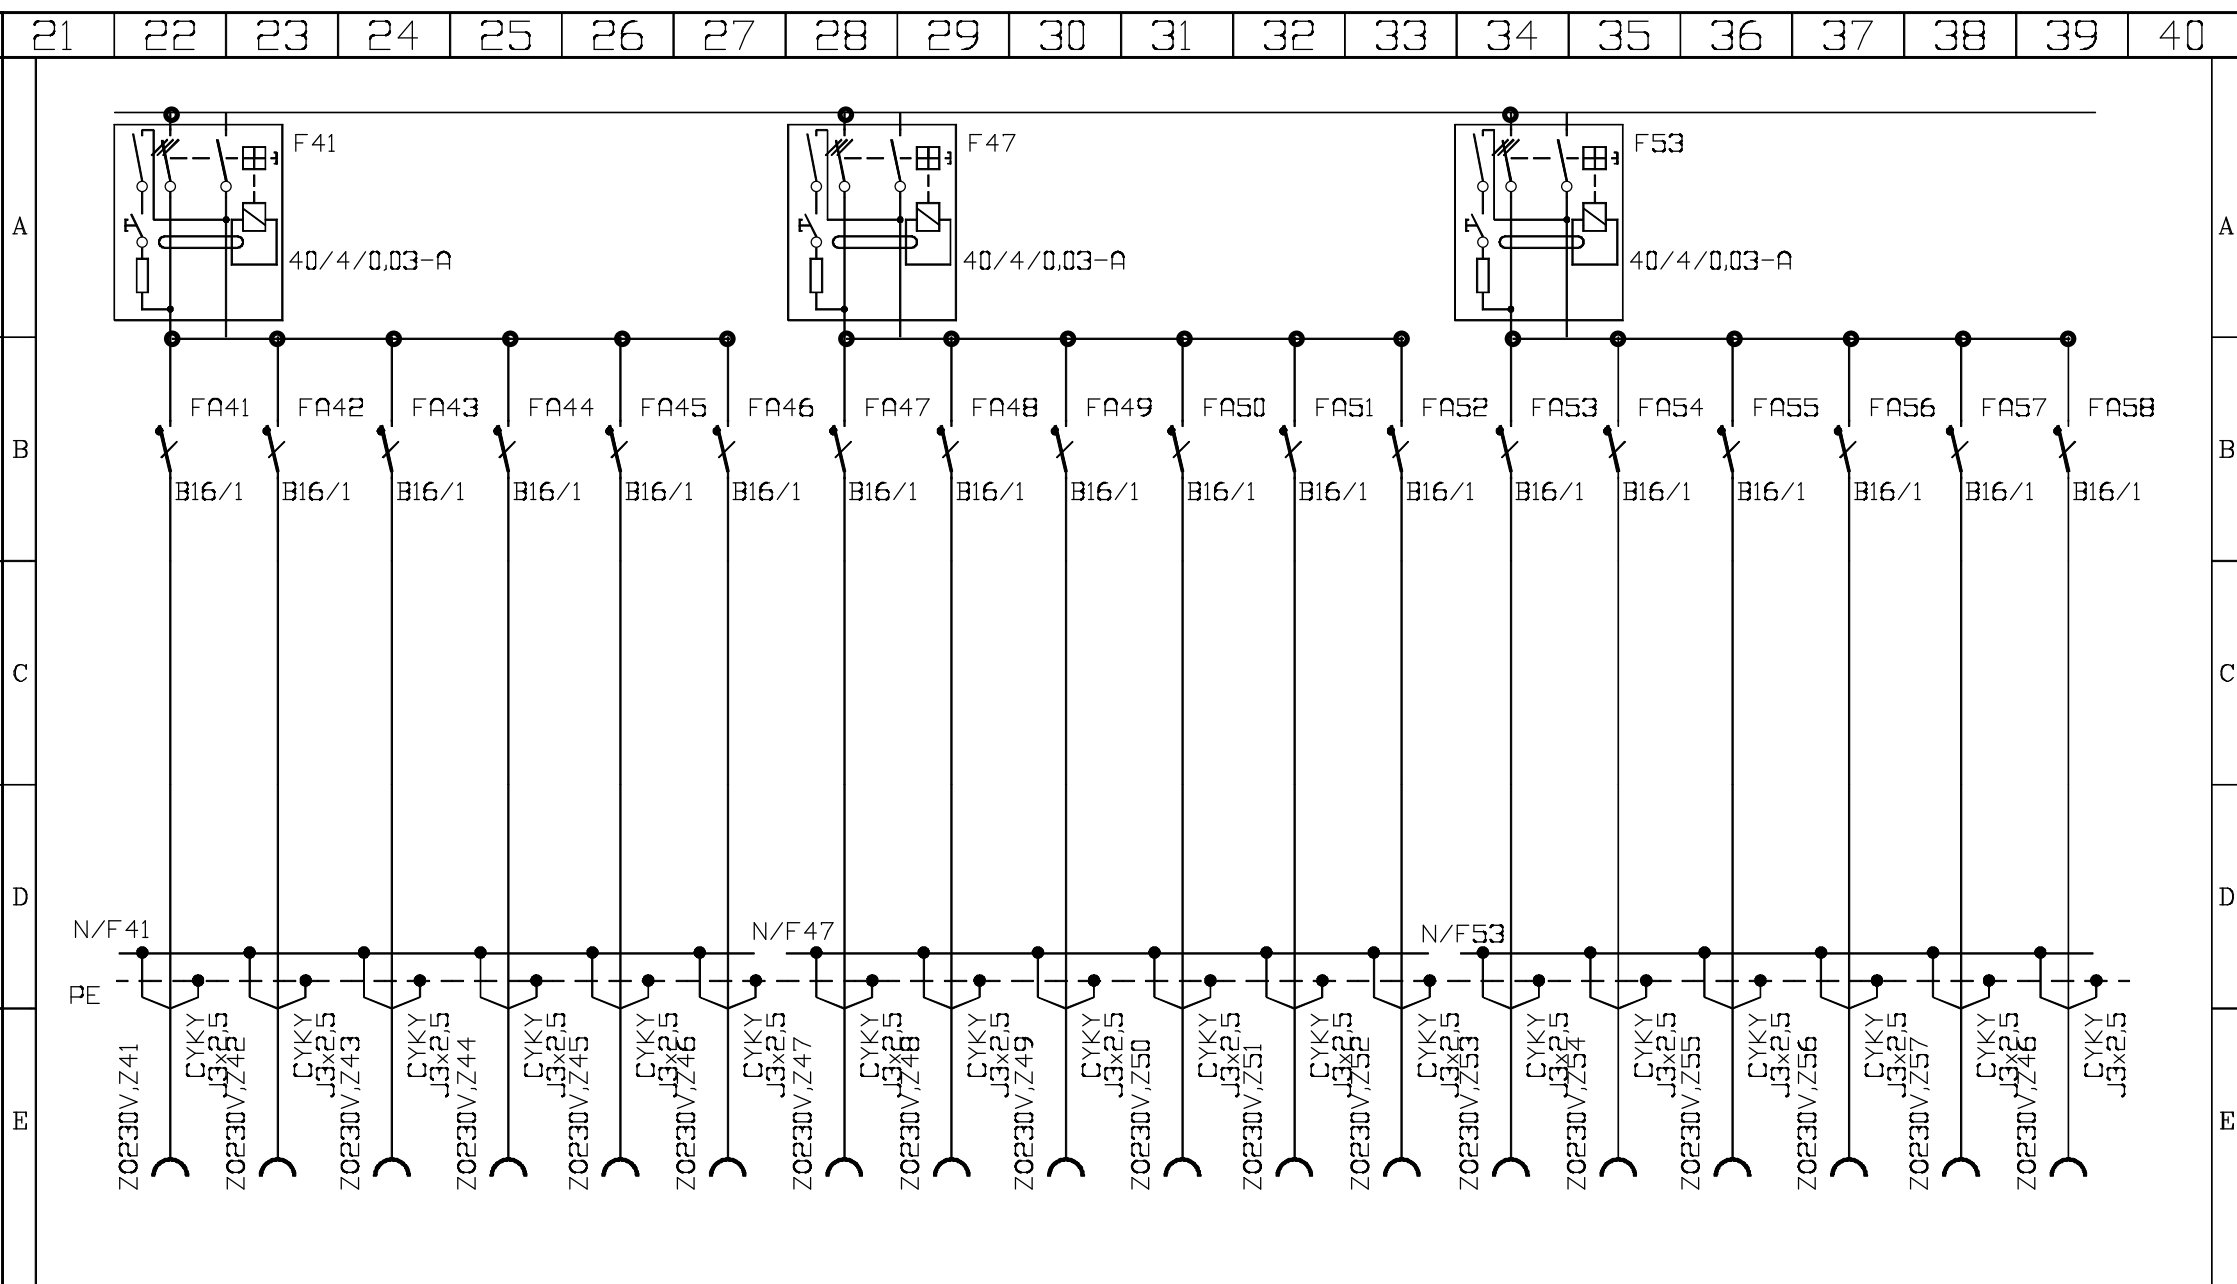 21 22 23 24 25 26 27 28 29 30 31 32 33 34 35 36 37 38 39 40
F41 F47 F53
A A
40/4/0,03-A 40/4/0,03-A 40/4/0,03-A
FA41 FA42 FA43 FA44 FA45 FA46 FA47 FA48 FA49 FA50 FA51 FA52 FA53 FA54 FA55 FA56 FA57 FA58
B B
B16/1 B16/1 B16/1 B16/1 B16/1 B16/1 B16/1 B16/1 B16/1 B16/1 B16/1 B16/1 B16/1 B16/1 B16/1 B16/1 B16/1 B16/1
C C
D D
N/F41 N/F47 N/F53
PE
E E
ZO230V,Z41
CYKY
J3x2,5
ZO230V,Z42
CYKY
J3x2,5
ZO230V,Z43
CYKY
J3x2,5
ZO230V,Z44
CYKY
J3x2,5
ZO230V,Z45
CYKY
J3x2,5
ZO230V,Z46
CYKY
J3x2,5
ZO230V,Z47
CYKY
J3x2,5
ZO230V,Z48
CYKY
J3x2,5
ZO230V,Z49
CYKY
J3x2,5
ZO230V,Z50
CYKY
J3x2,5
ZO230V,Z51
CYKY
J3x2,5
ZO230V,Z52
CYKY
J3x2,5
ZO230V,Z53
CYKY
J3x2,5
ZO230V,Z54
CYKY
J3x2,5
ZO230V,Z55
CYKY
J3x2,5
ZO230V,Z56
CYKY
J3x2,5
ZO230V,Z57
CYKY
J3x2,5
ZO230V,Z46
CYKY
J3x2,5